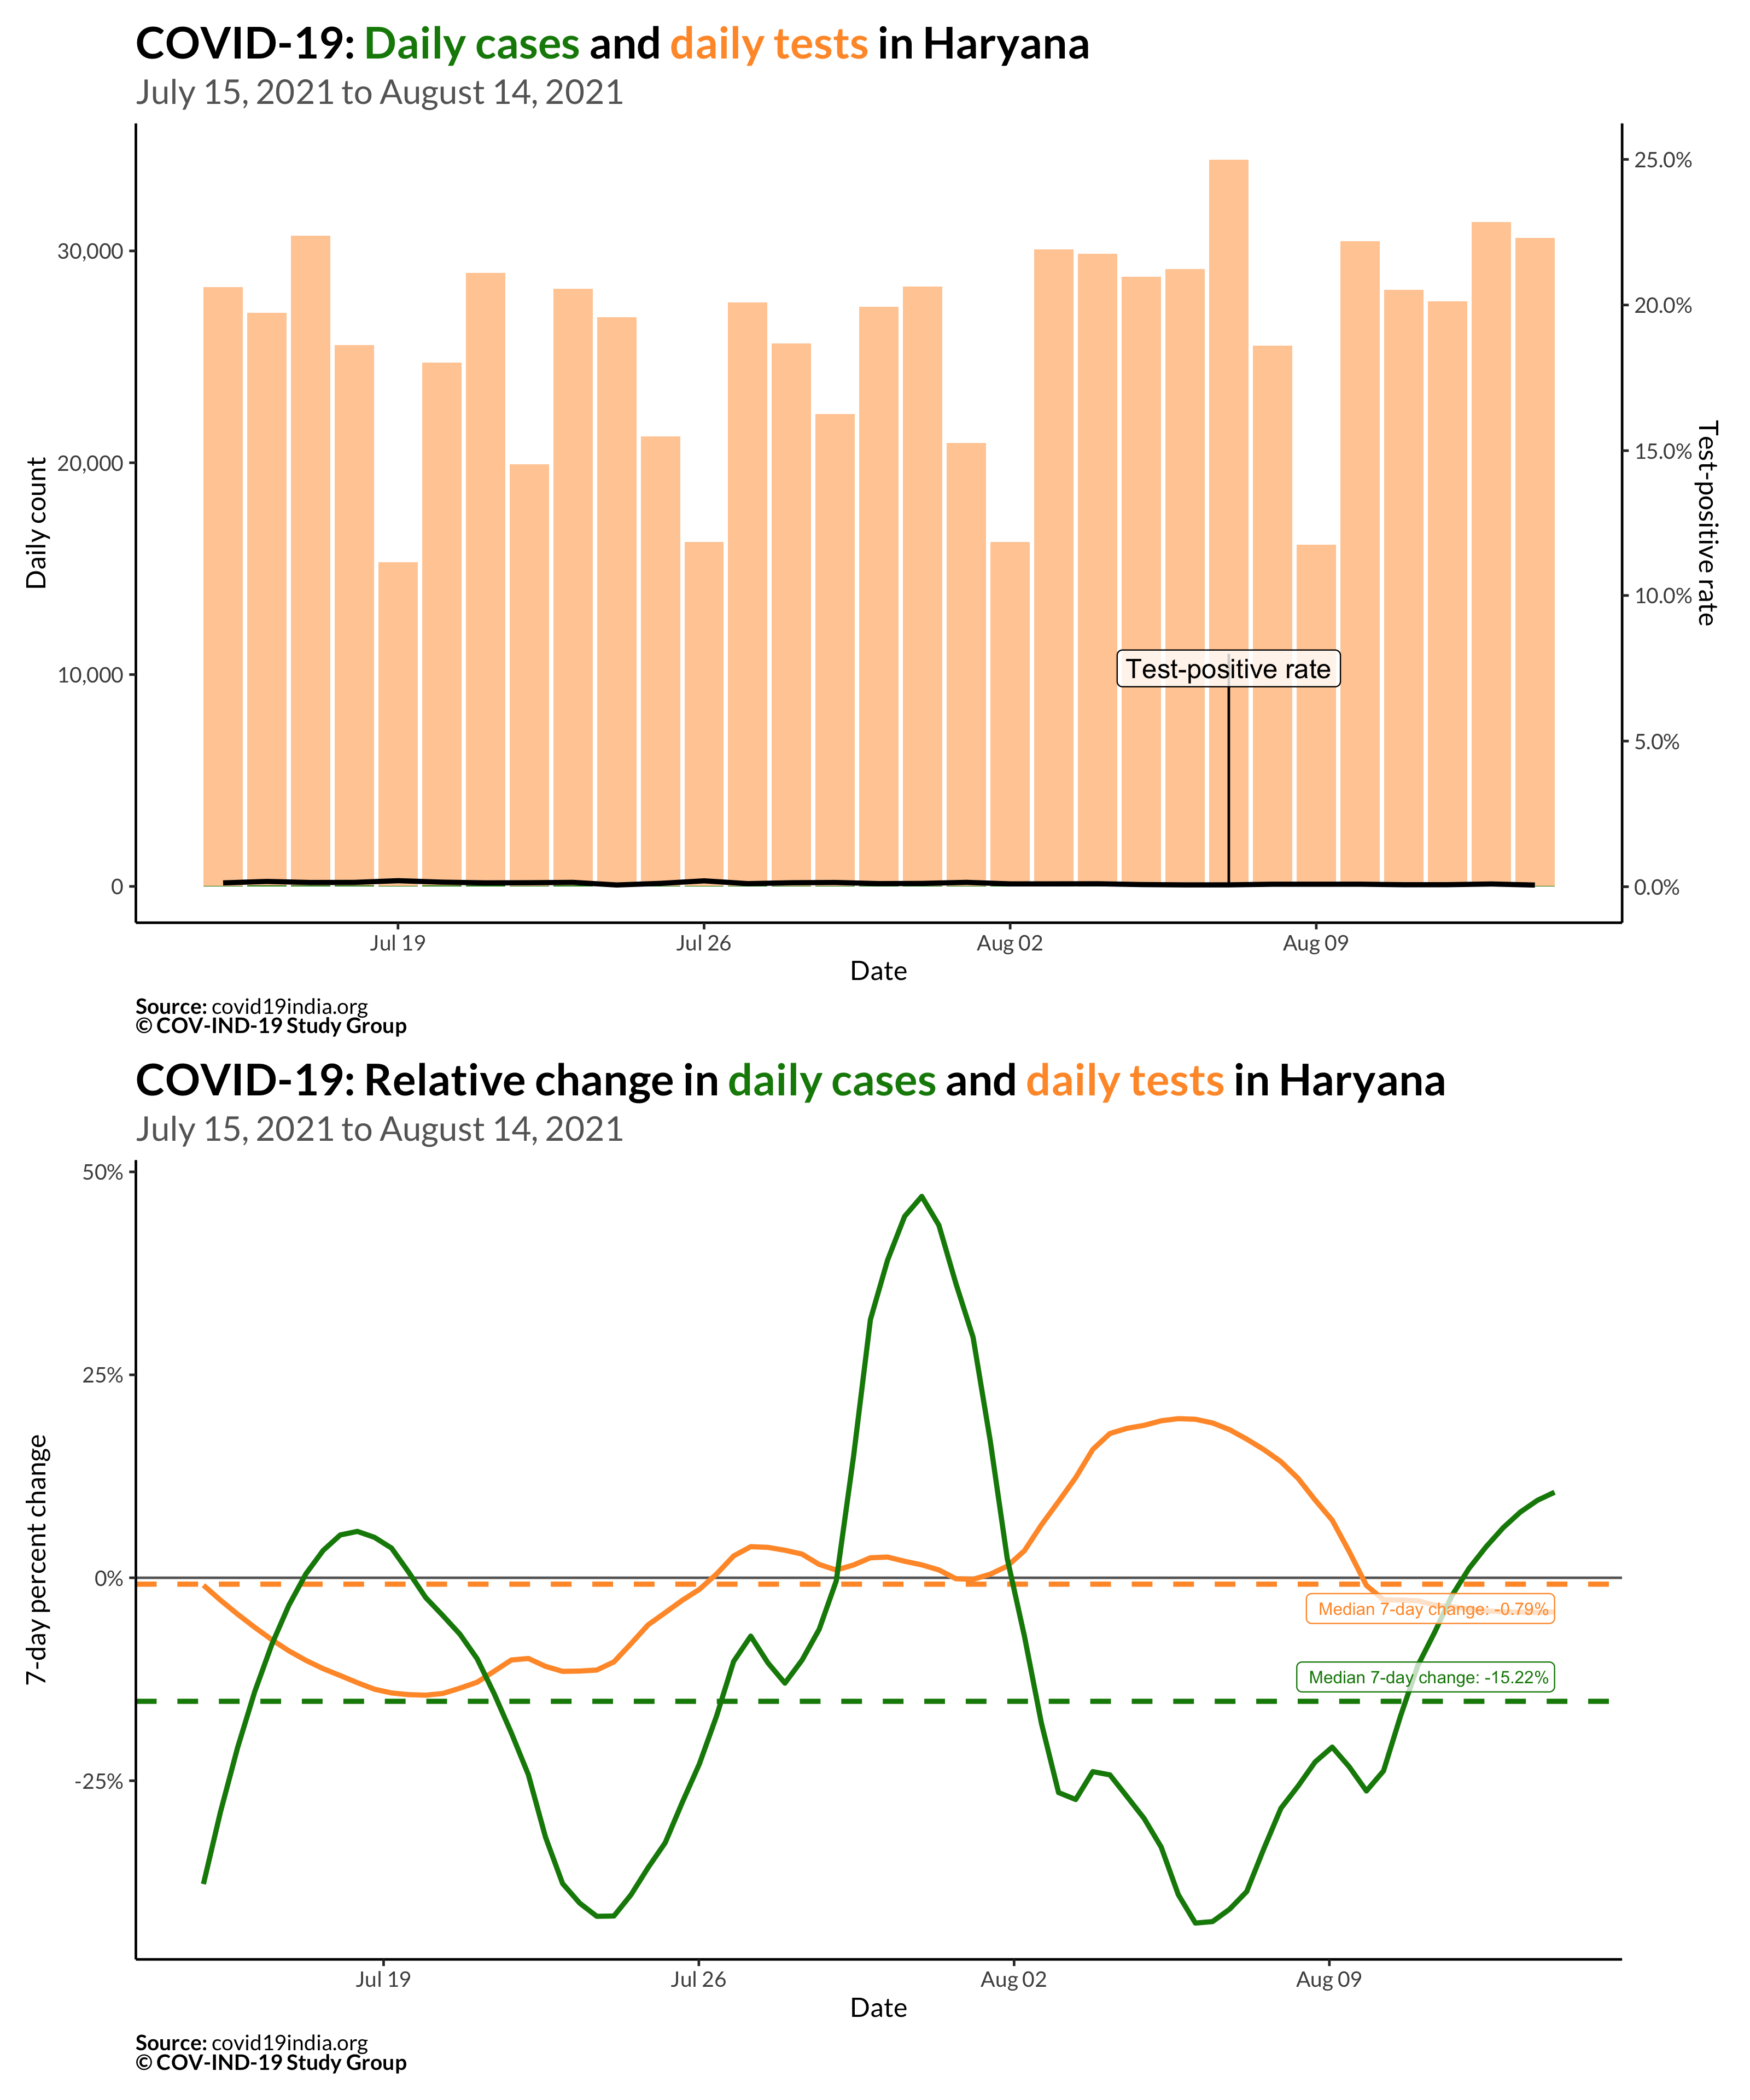 COVID-19: Daily cases and daily tests in Haryana
July 15, 2021 to August 14, 2021
Daily count
30,000
20,000
10,000
0
25.0%
20.0%
15.0%
10.0%
5.0%
0.0%
Test-positive rate
Test-positive rate
Jul 19
Jul 26
Aug 02
Aug 09
Date
Source: covid19india.org
© COV-IND-19 Study Group
COVID-19: Relative change in daily cases and daily tests in Haryana
July 15, 2021 to August 14, 2021
7-day percent change
50%
25%
0%
-25%
Median 7-day change: -0.79%
Median 7-day change: -15.22%
Jul 19
Jul 26
Aug 02
Aug 09
Date
Source: covid19india.org
© COV-IND-19 Study Group